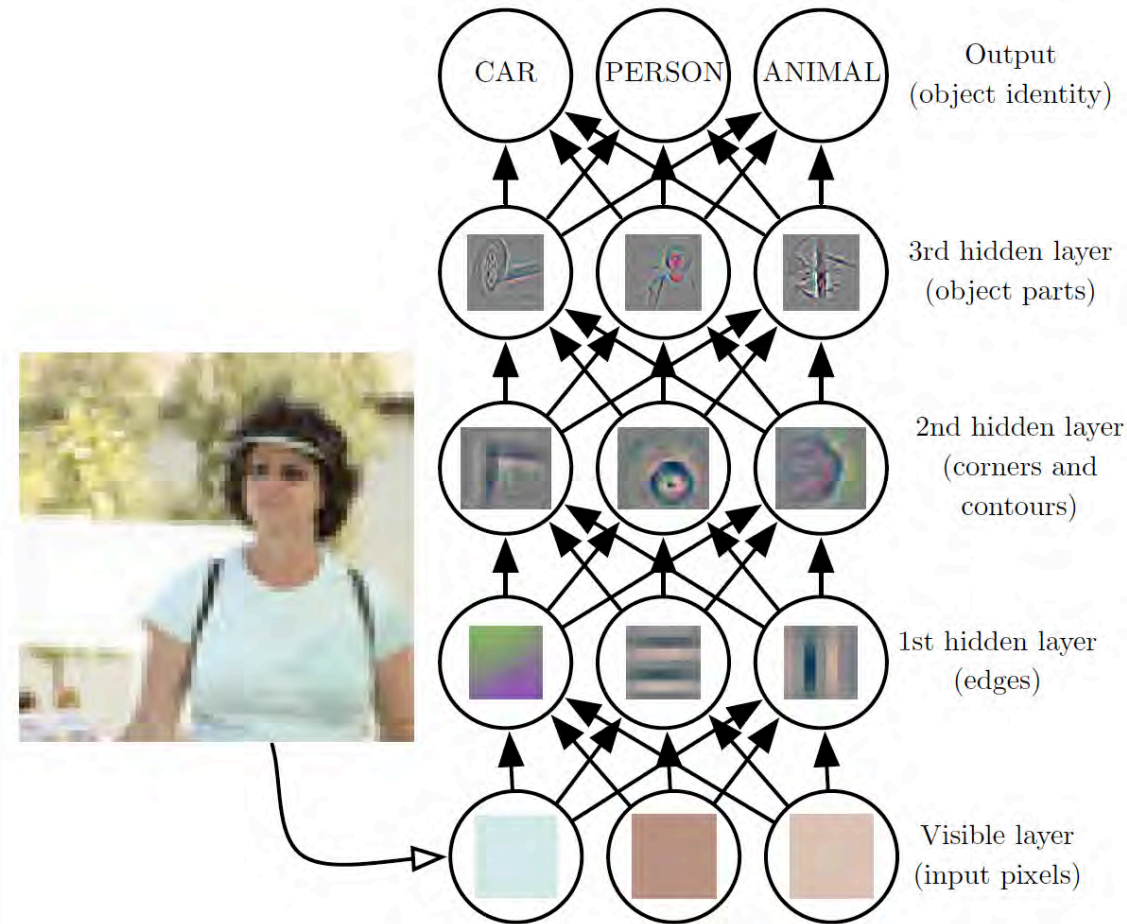 CAR
PERSON
ANIMAL
Output
(object identity)
3rd hidden layer
(object parts)
2nd hidden layer
(corners and
contours)
1st hidden layer
(edges)
Visible layer
(input pixels)